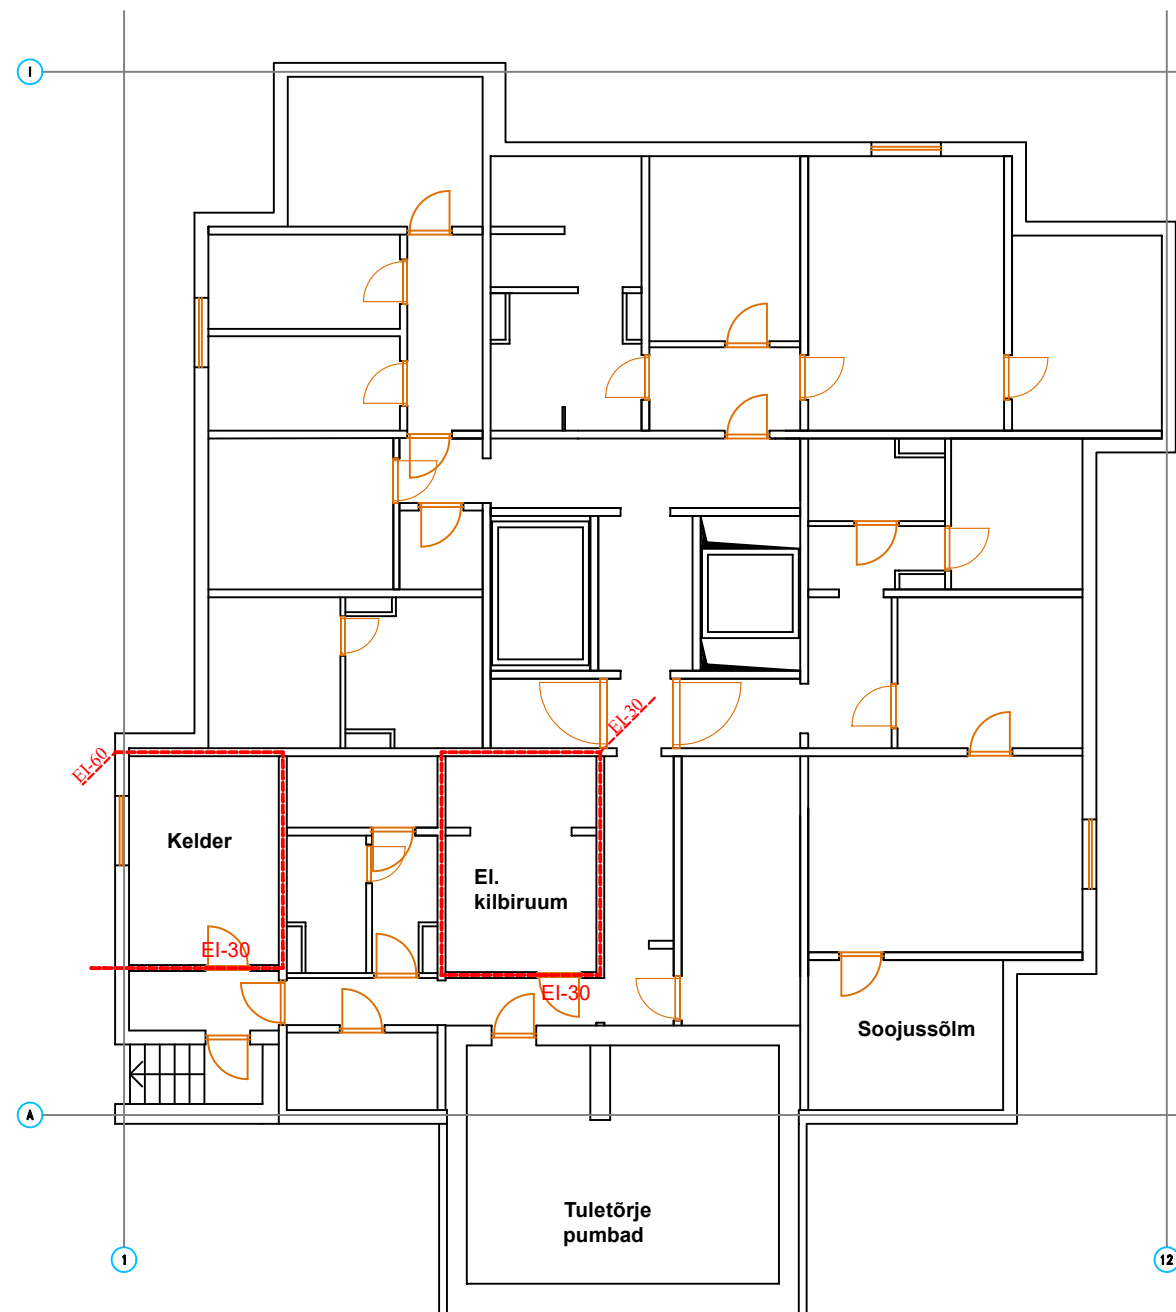 I
EI-30
EI-60
Kelder
El.
kilbiruum
EI-30
EI-30
Soojussõlm
A
Tuletõrje
pumbad
1
12